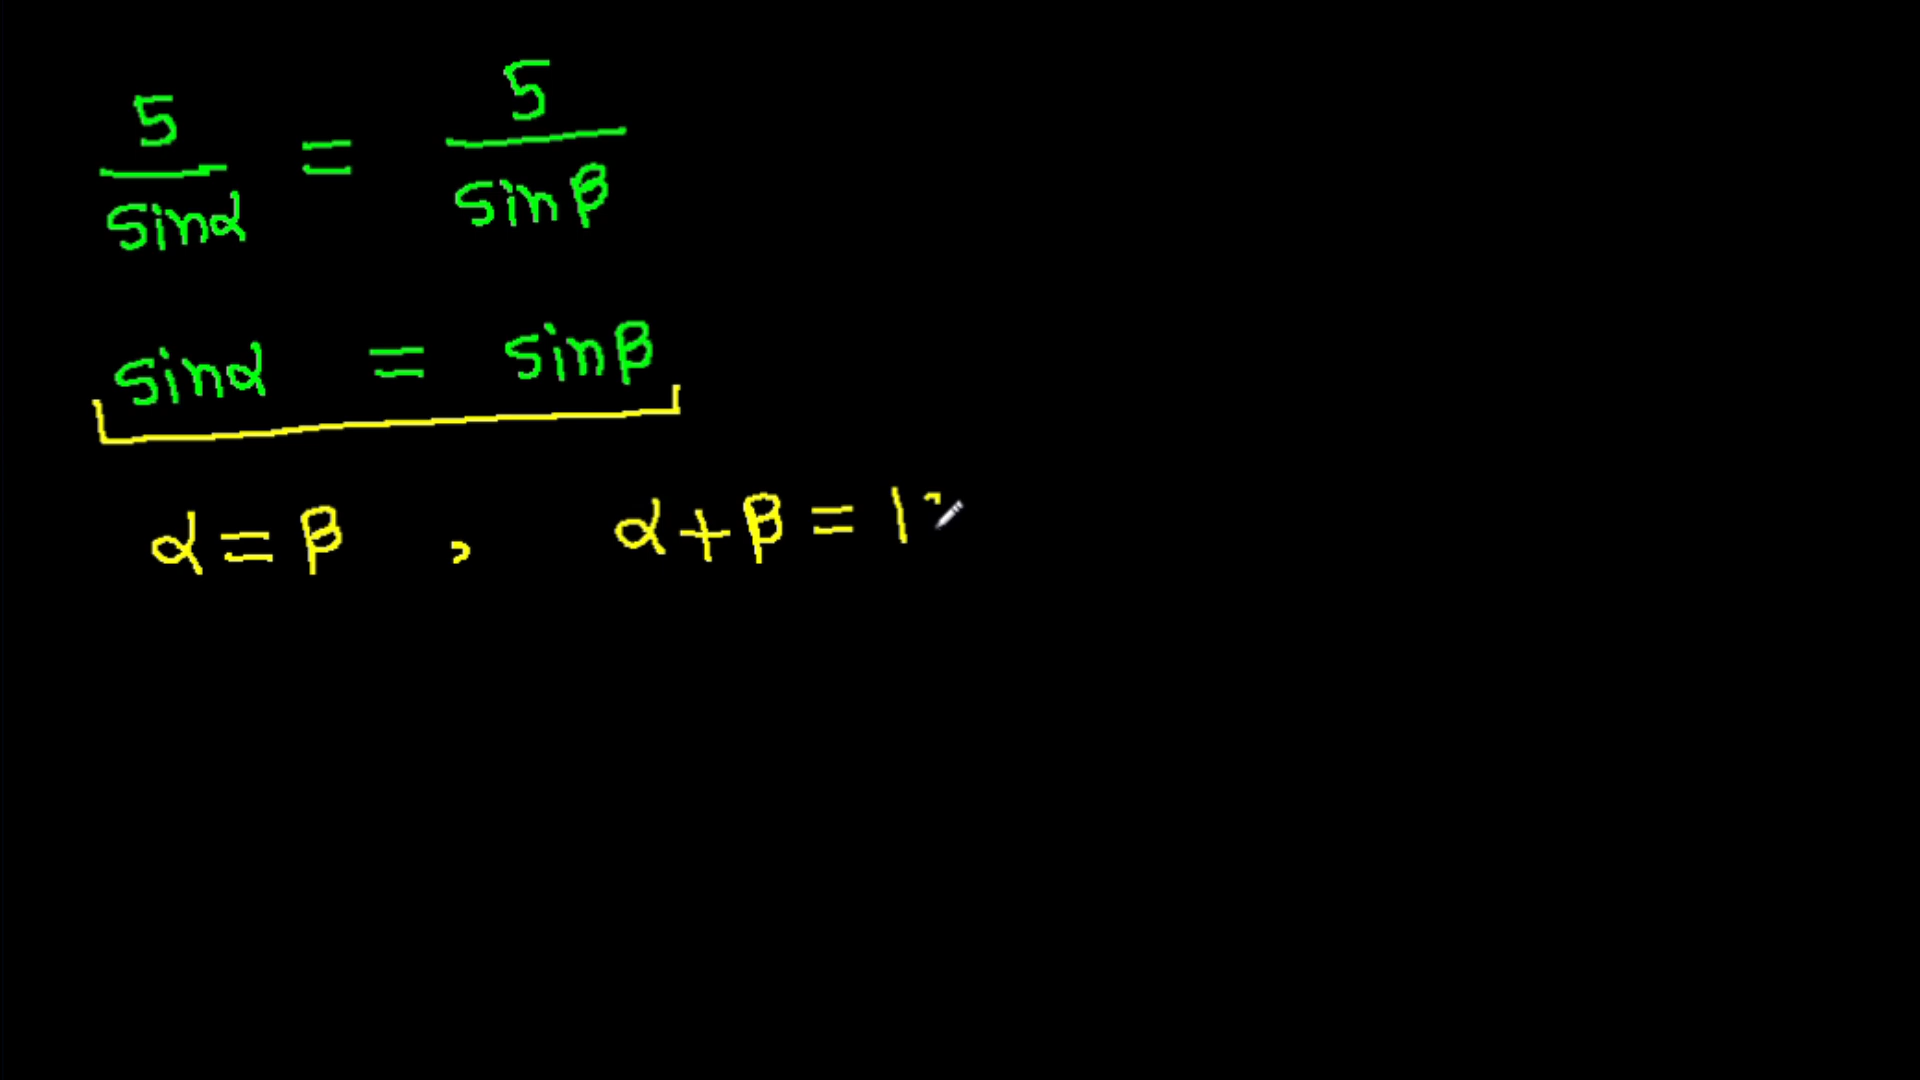 5/sinα = 5/sinβ
sinα = sinβ
α = β , α + β = 1